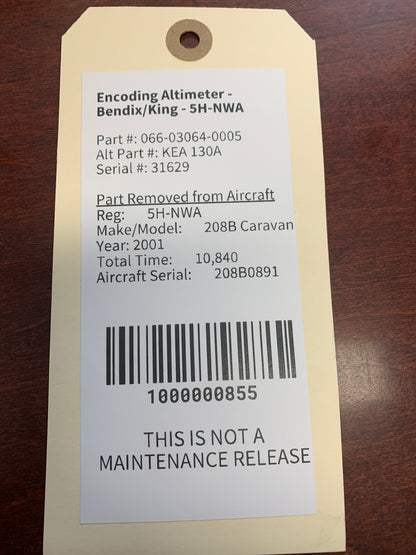 Encoding Altimeter -
Bendix/King - 5H-NWA
Part #: 066-03064-0005
Alt Part #: KEA 130A
Serial #: 31629
Part Removed from Aircraft
Reg: 5H-NWA
Make/Model: 208B Caravan
Year: 2001
Total Time: 10,840
Aircraft Serial: 208B0891
1000000855
THIS IS NOT A
MAINTENANCE RELEASE